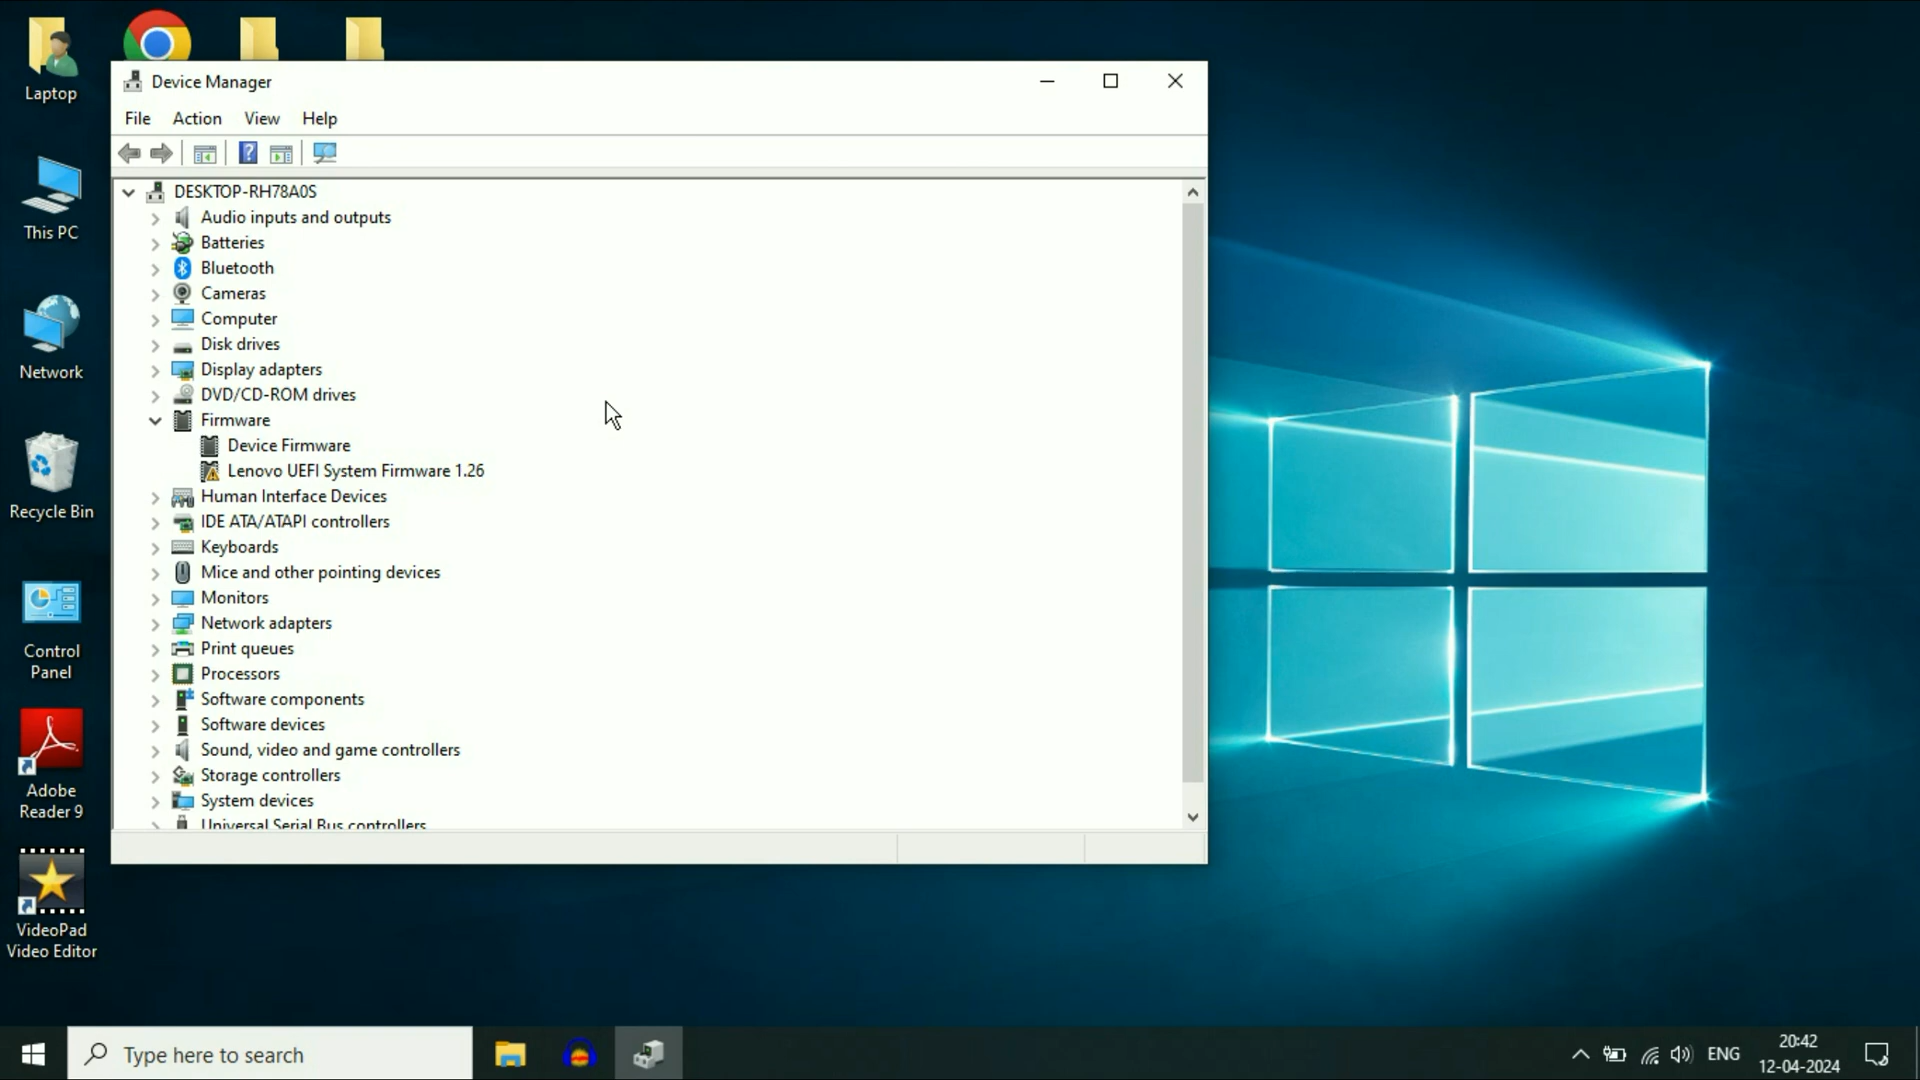 Laptop
This PC
Network
Recycle Bin
Control
Panel
Adobe
Reader 9
VideoPad
Video Editor
Device Manager
File Action View Help
DESKTOP-RH78A0S
Audio inputs and outputs
Batteries
Bluetooth
Cameras
Computer
Disk drives
Display adapters
DVD/CD-ROM drives
Firmware
Device Firmware
Lenovo UEFI System Firmware 1.26
Human Interface Devices
IDE ATA/ATAPI controllers
Keyboards
Mice and other pointing devices
Monitors
Network adapters
Print queues
Processors
Software components
Software devices
Sound, video and game controllers
Storage controllers
System devices
Universal Serial Bus controllers
Type here to search
ENG
20:42
12-04-2024